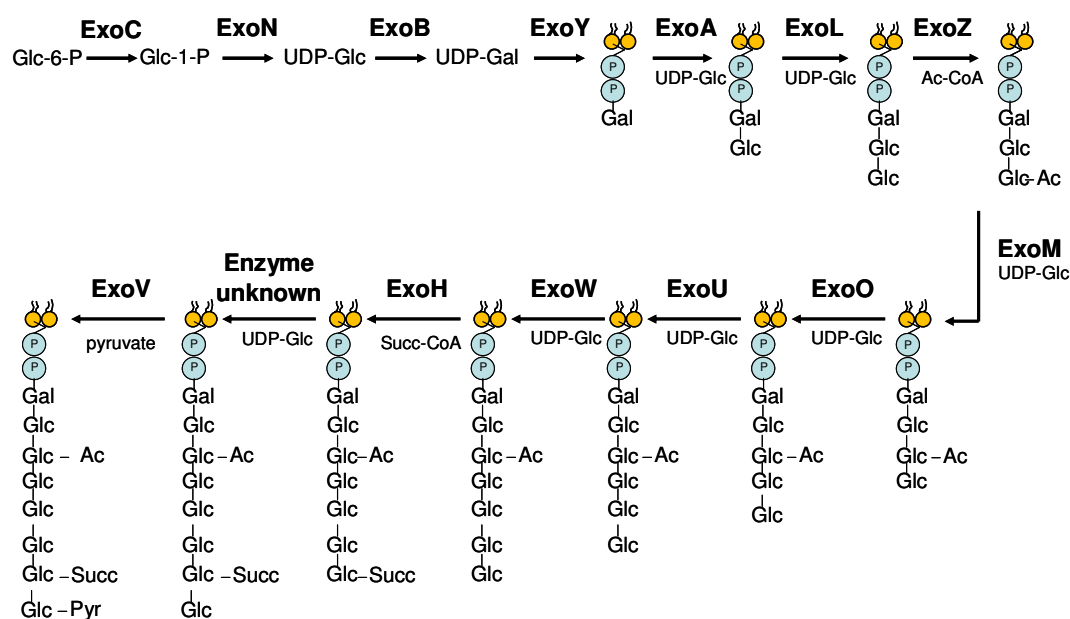 ExoC ExoN ExoB ExoY ExoA ExoL ExoZ
Glc-6-P Glc-1-P UDP-Glc UDP-Gal UDP-Glc UDP-Glc Ac-CoA
P P P P
P P P P
Gal Gal Gal Gal
Glc Glc Glc
Glc Glc-Ac
ExoM
UDP-Glc
ExoV Enzyme unknown ExoH ExoW ExoU ExoO
pyruvate UDP-Glc Succ-CoA UDP-Glc UDP-Glc UDP-Glc
P P P P P P P
P P P P P P P
Gal Gal Gal Gal Gal Gal Gal
Glc Glc Glc Glc Glc Glc Glc
Glc - Ac Glc - Ac Glc-Ac Glc - Ac Glc - Ac Glc - Ac Glc - Ac
Glc Glc Glc Glc Glc Glc Glc
Glc Glc Glc Glc Glc Glc
Glc Glc Glc Glc Glc
Glc -Succ Glc -Succ Glc-Succ Glc
Glc -Pyr Glc